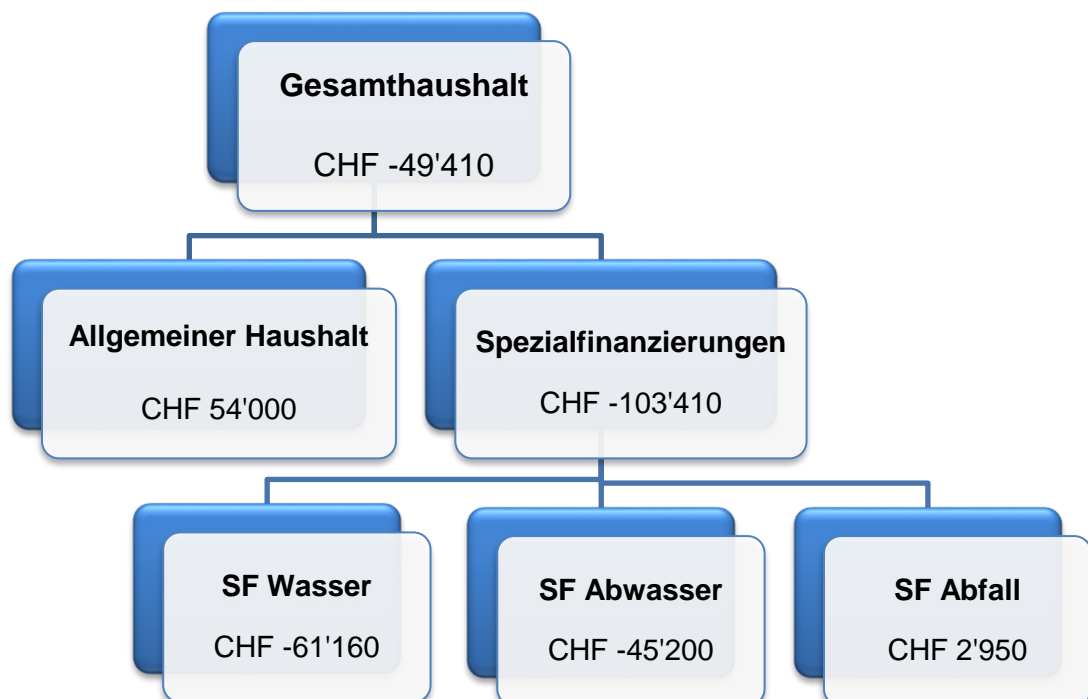 Gesamthaushalt
CHF -49'410
Allgemeiner Haushalt
CHF 54'000
Spezialfinanzierungen
CHF -103'410
SF Wasser
CHF -61'160
SF Abwasser
CHF -45'200
SF Abfall
CHF 2'950